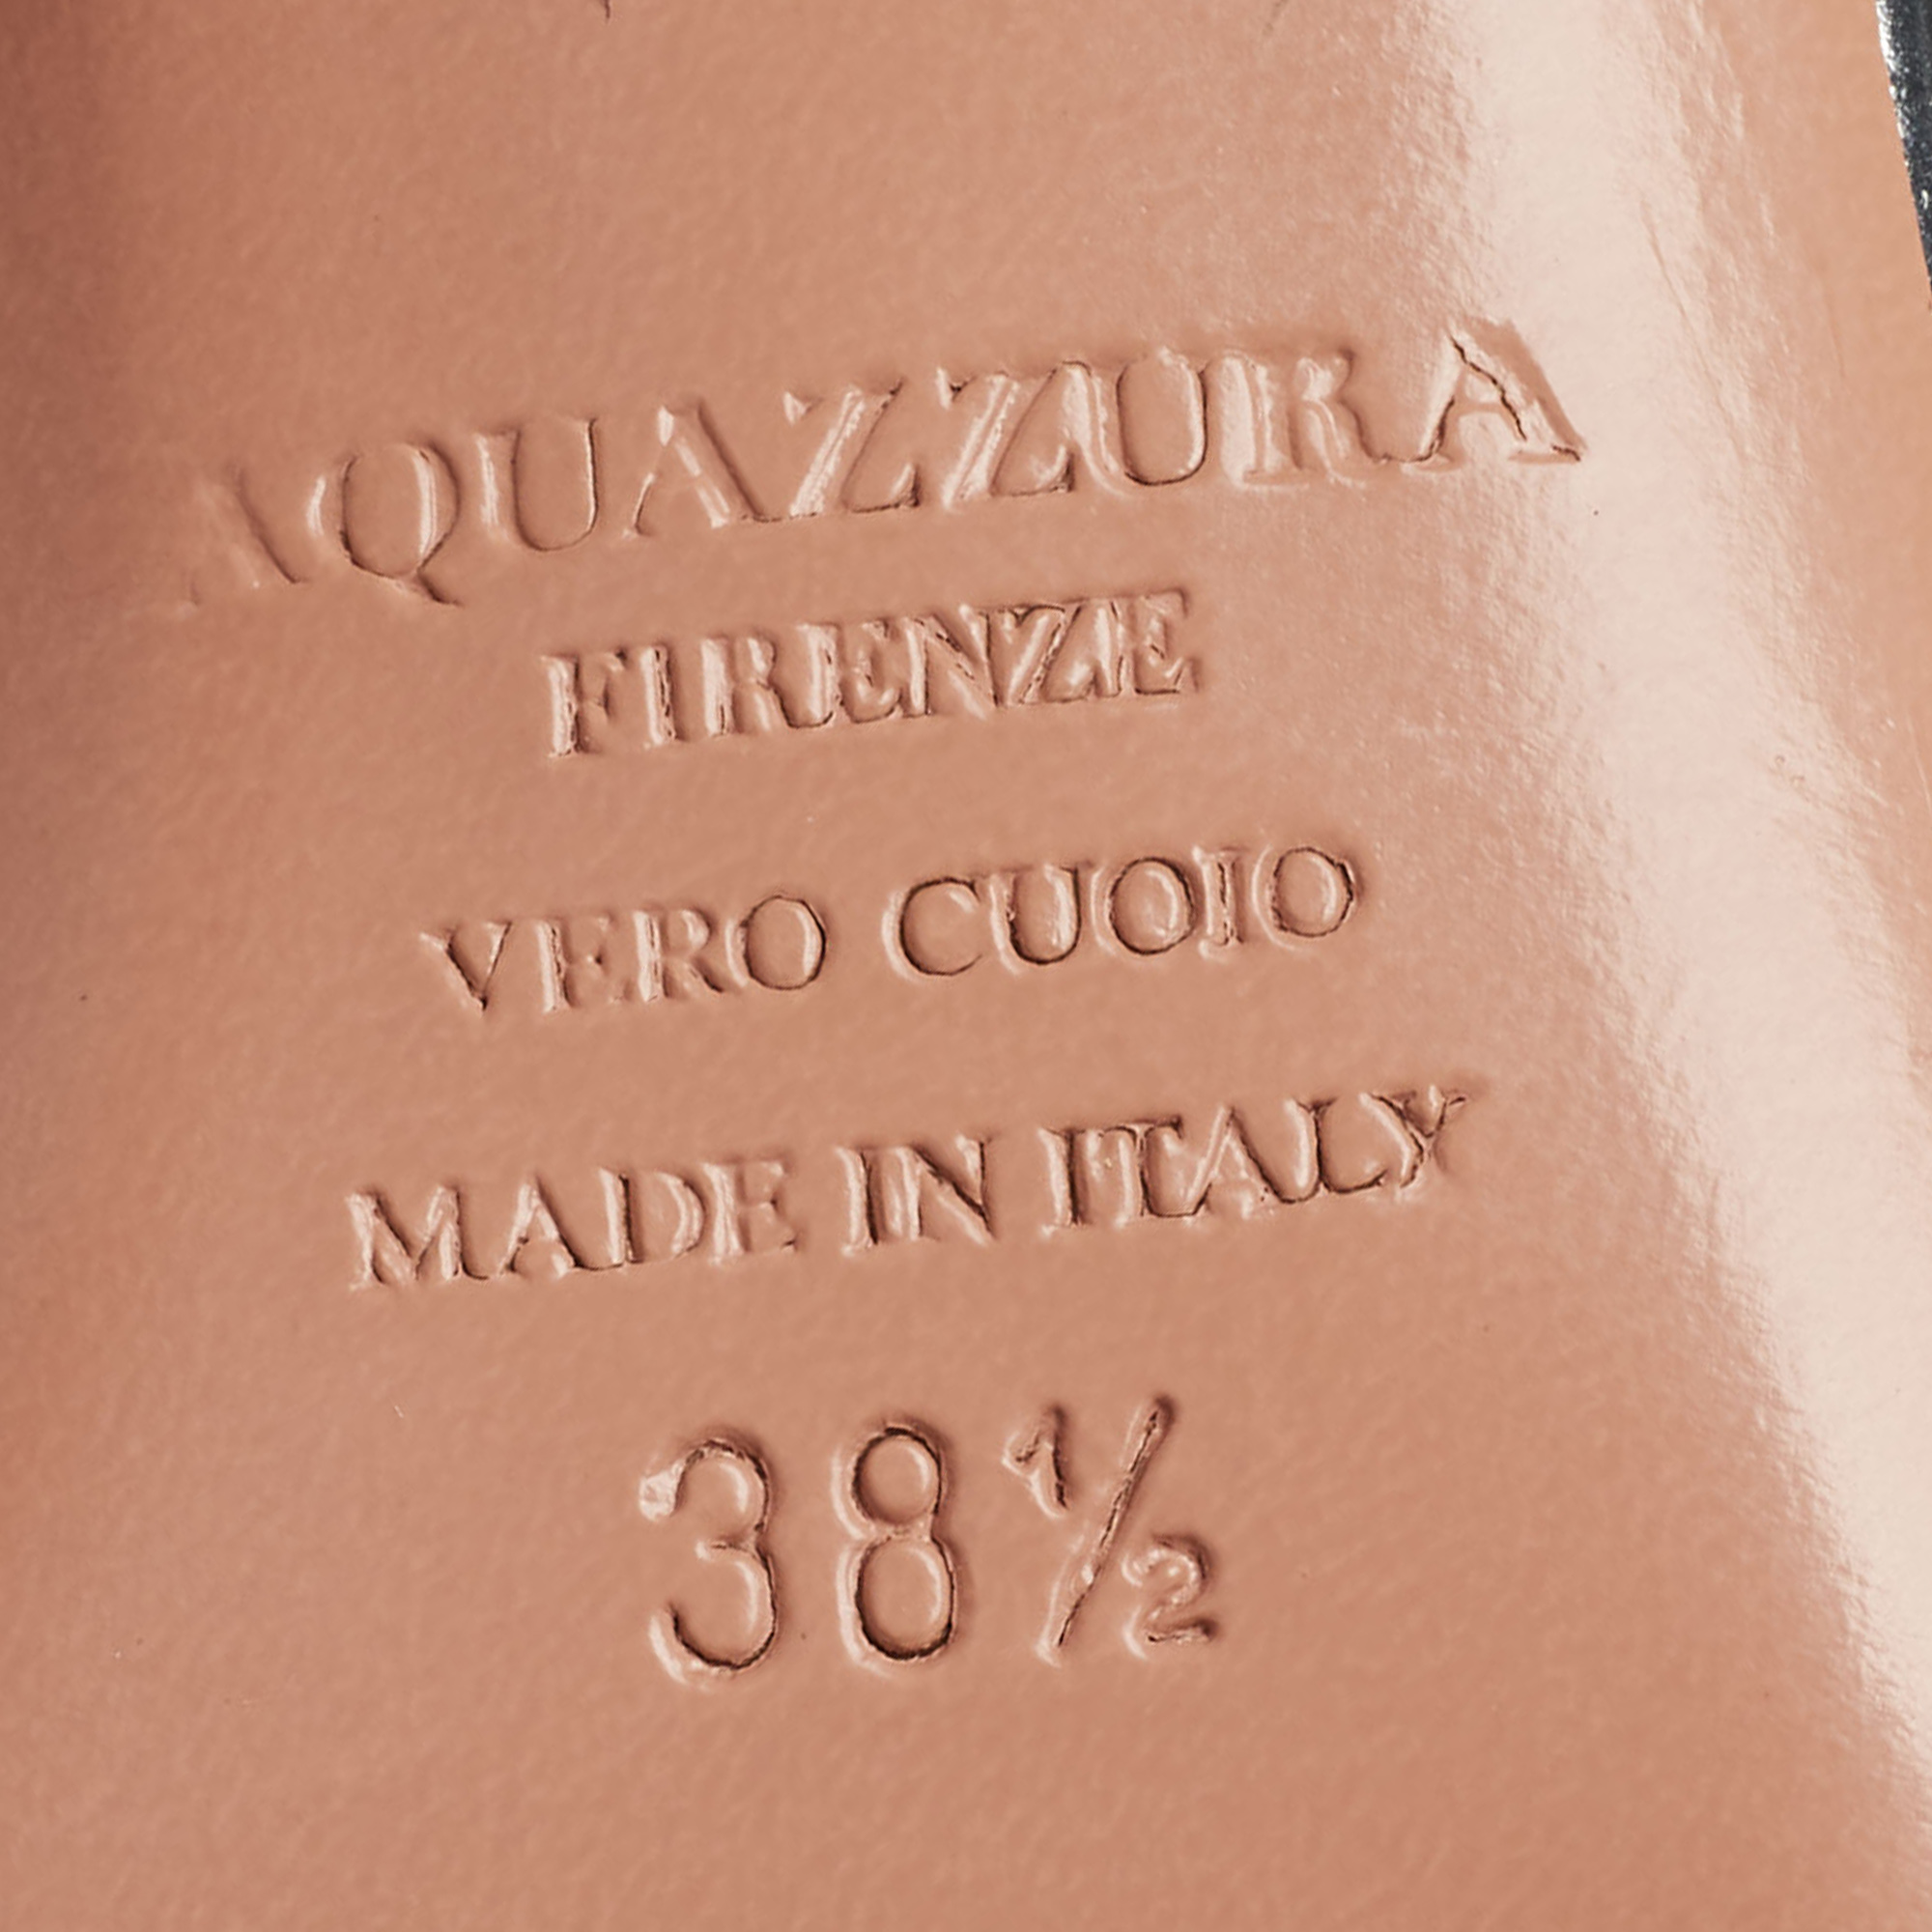 AQUAZZURA
FIRENZE
VERO CUOIO
MADE IN ITALY
38½